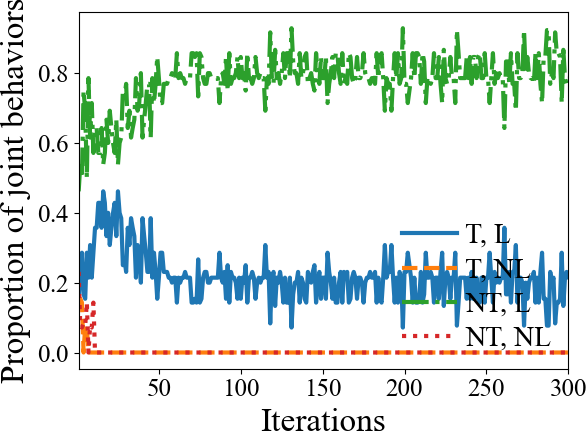 Proportion of joint behaviors
0.8
0.6
0.4
0.2
0.0
T, L
T, NL
NT, L
NT, NL
50
100
150
200
250
300
Iterations